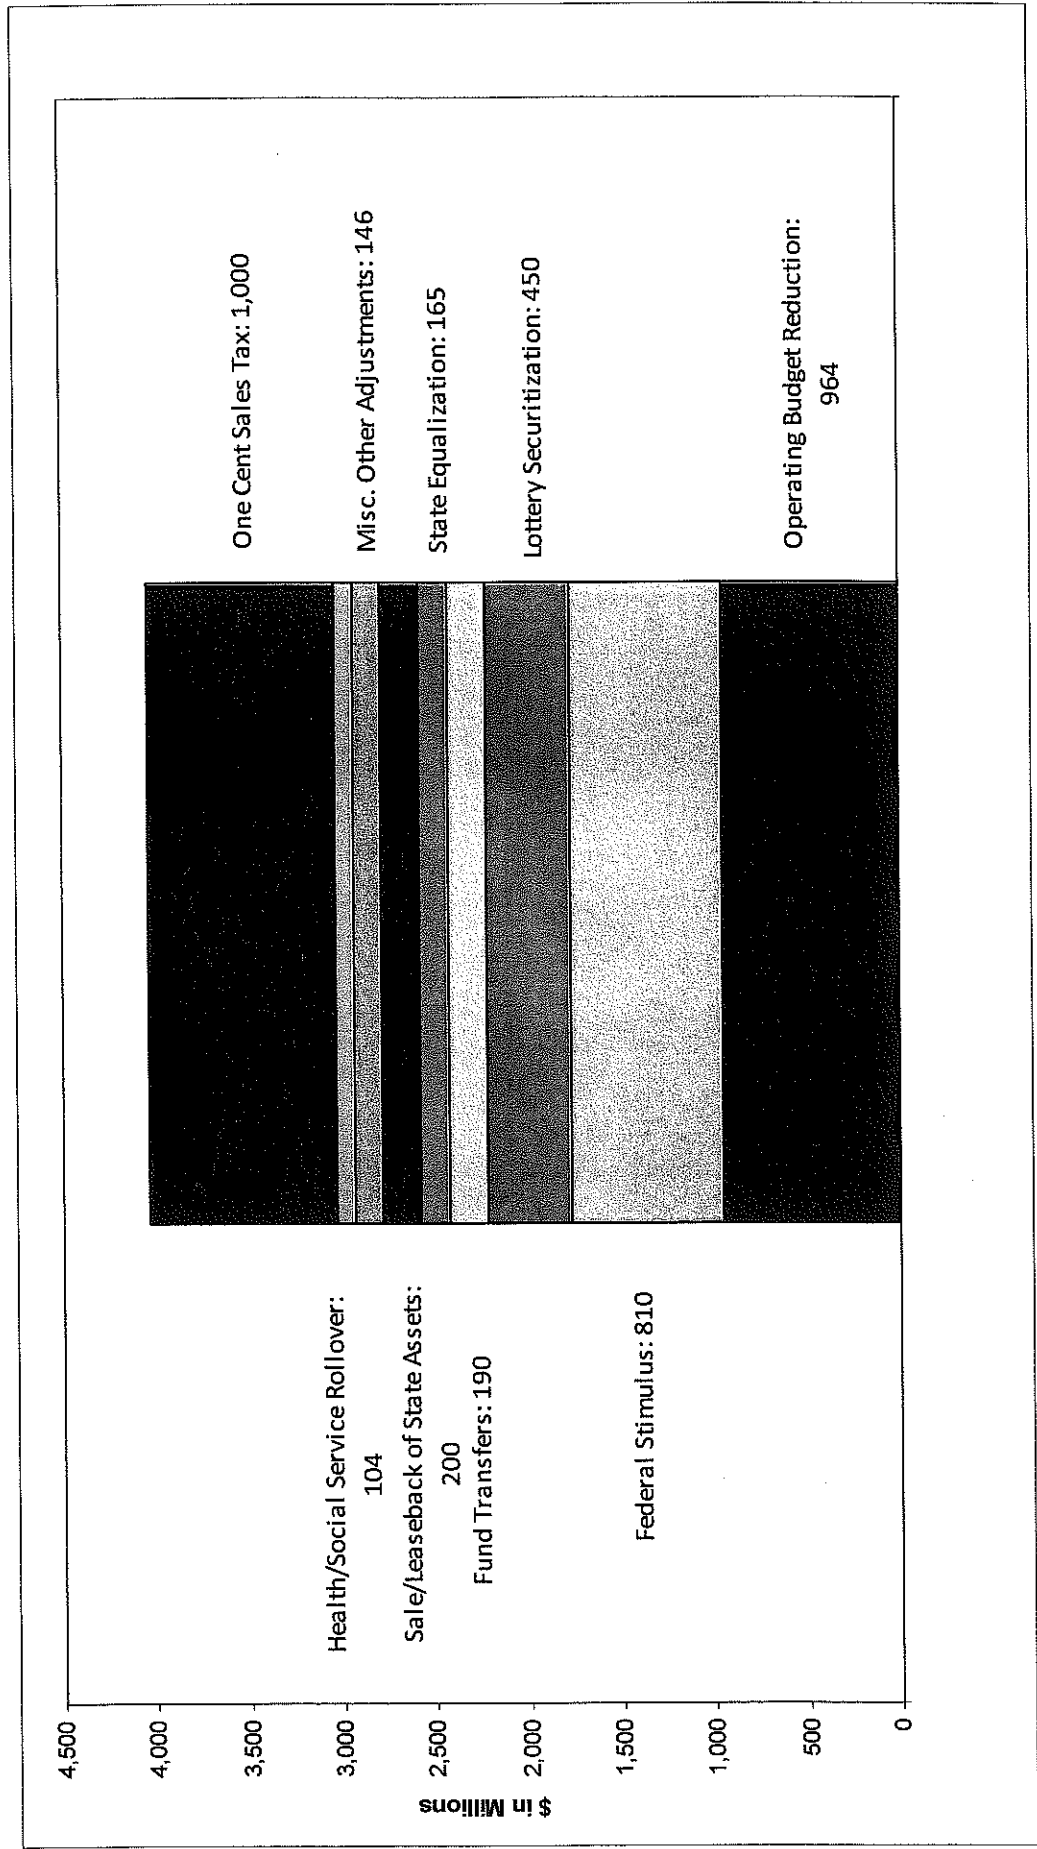 $ in Millions
4,500
4,000
3,500
3,000
2,500
2,000
1,500
1,000
500
0
Health/Social Service Rollover:
104
Sale/Leaseback of State Assets:
200
Fund Transfers: 190
Federal Stimulus: 810
One Cent Sales Tax: 1,000
Misc. Other Adjustments: 146
State Equalization: 165
Lottery Securitization: 450
Operating Budget Reduction:
964